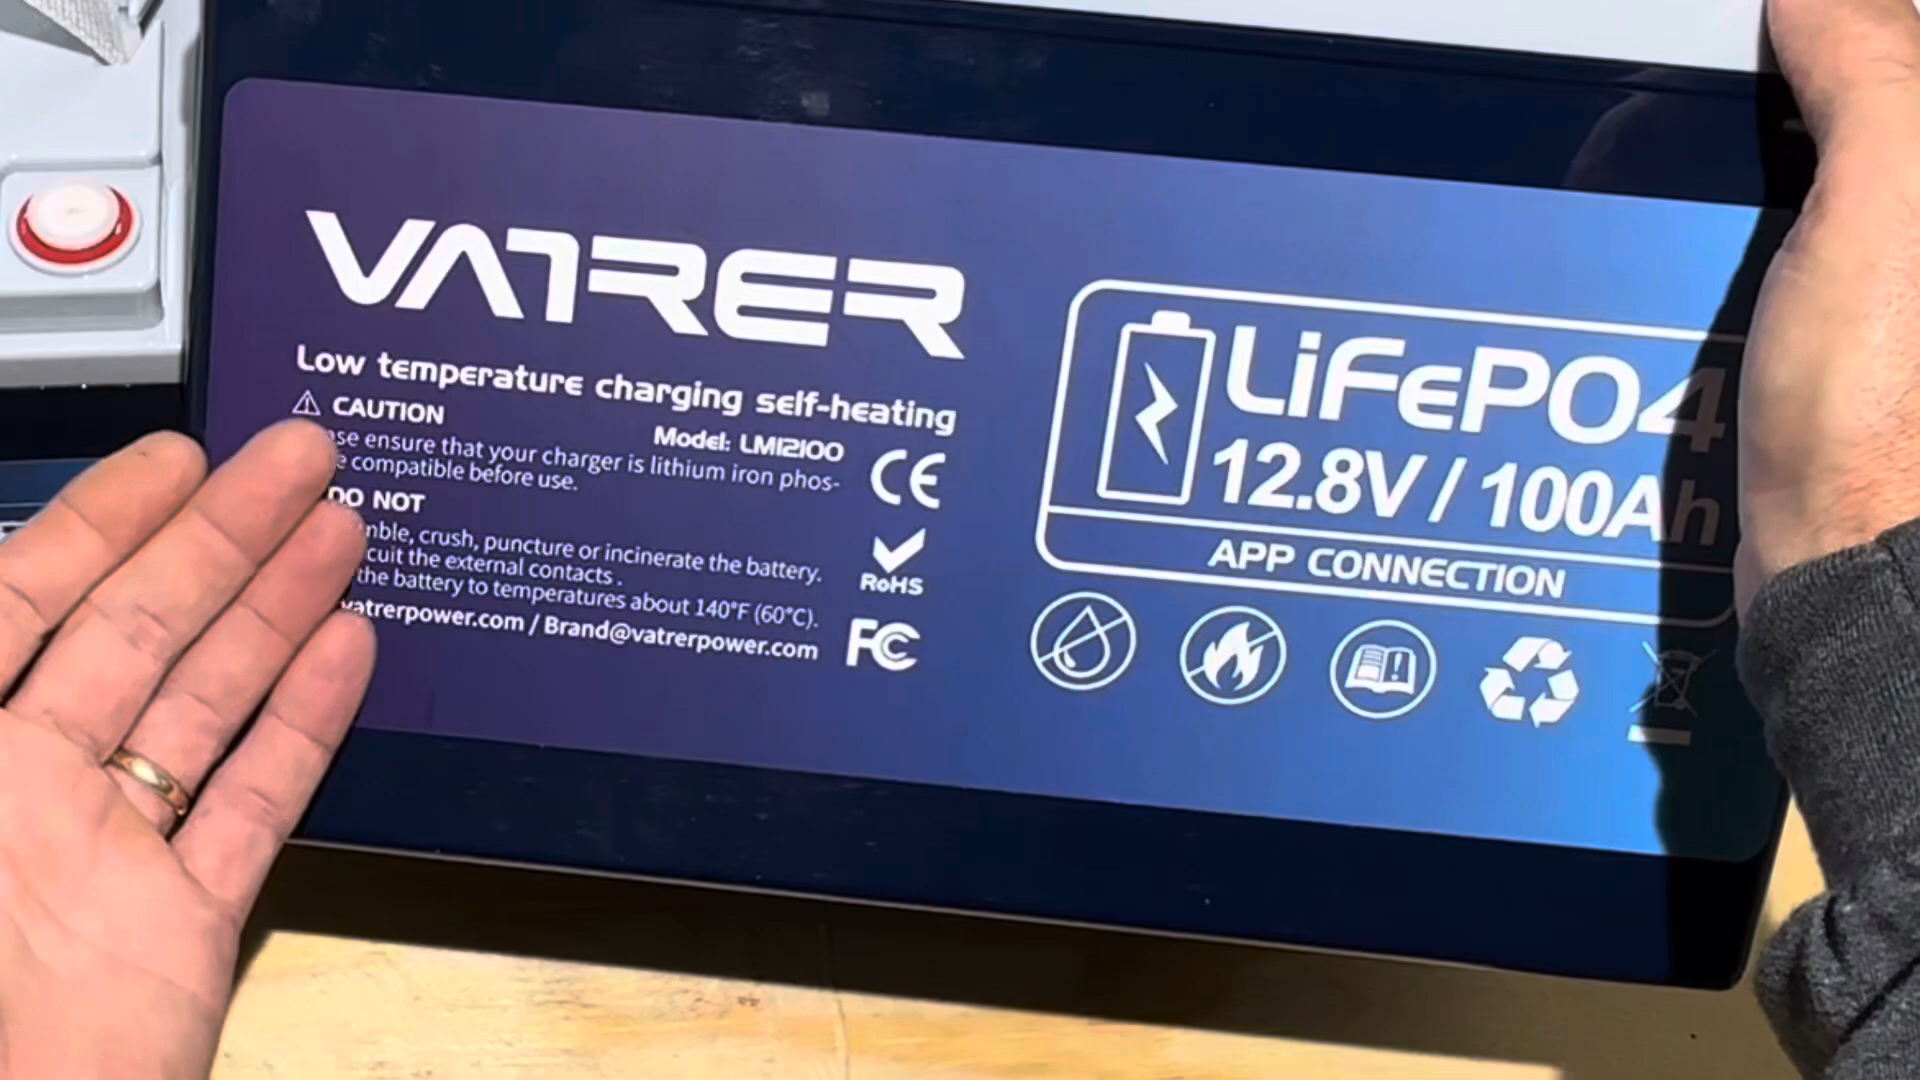 VATRER
Low temperature charging self-heating
CAUTION
Model: LM12100
ensure that your charger is lithium iron phos-
compatible before use.
DO NOT
crush, puncture or incinerate the battery.
the external contacts .
the battery to temperatures about 140°F (60°C).
vatrerpower.com / Brand@vatrerpower.com
CE
RoHS
FC
LiFePO4
12.8V / 100Ah
APP CONNECTION